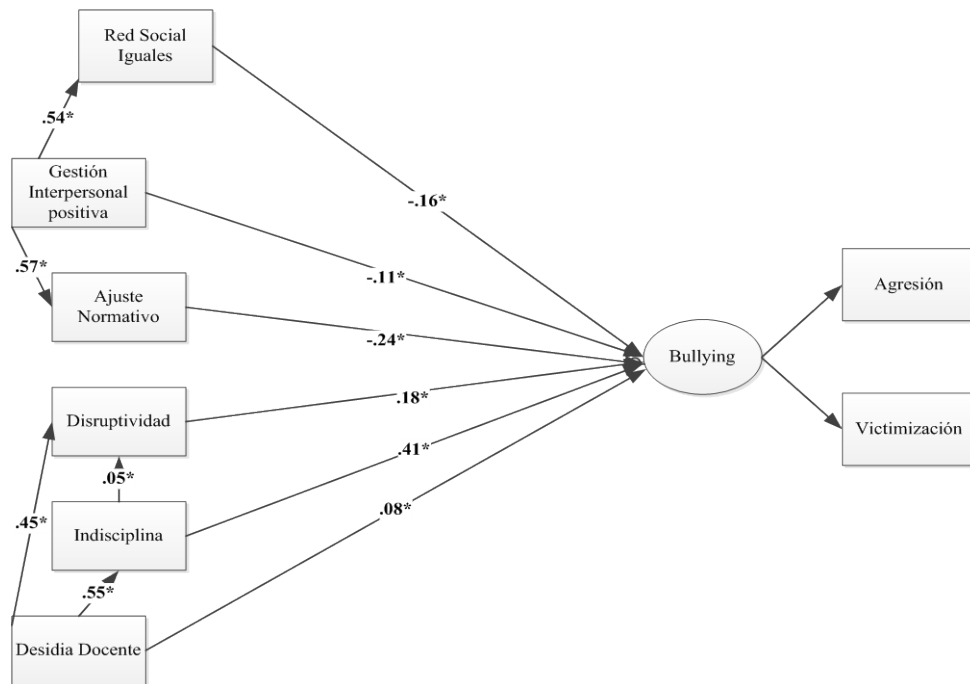 Red Social
Iguales
.54*
Gestión
Interpersonal
positiva
-.16*
.57*
-.11*
Ajuste
Normativo
-.24*
Agresión
Bullying
Disruptividad
.18*
Victimización
.05*
.41*
.45*
Indisciplina
.08*
.55*
Desidia Docente